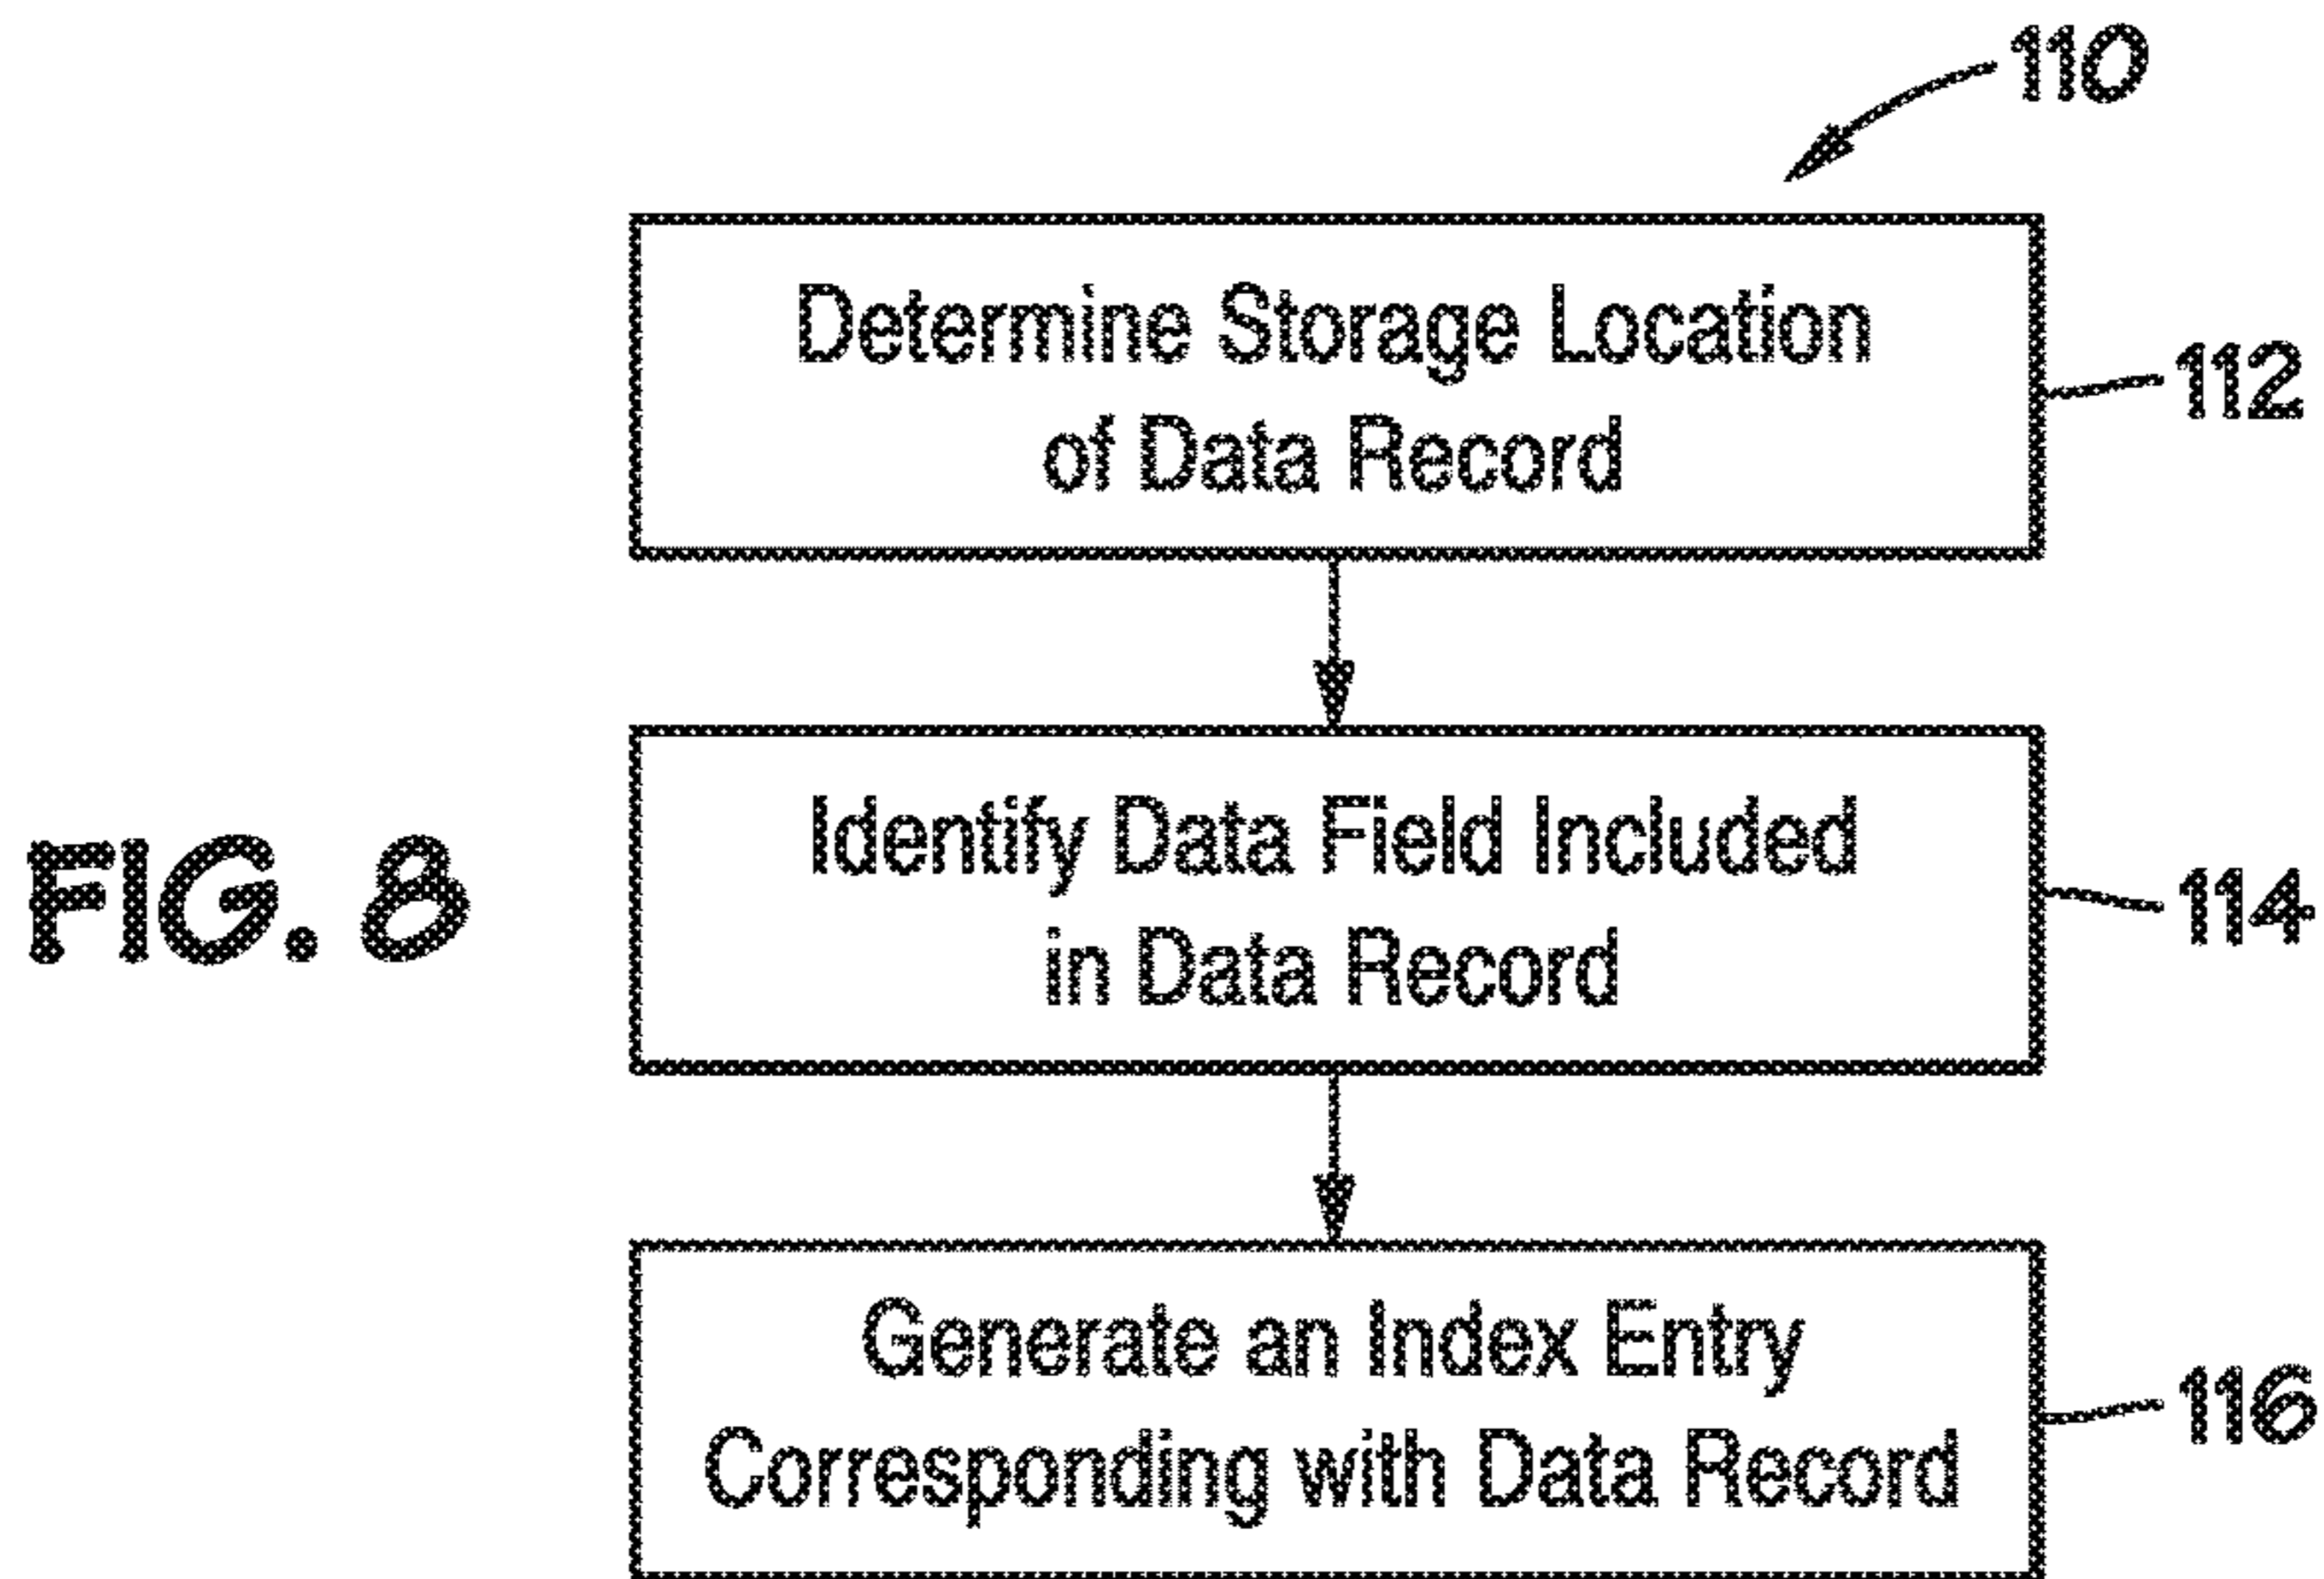 110
Determine Storage Location
of Data Record
112
FIG. 8
Identify Data Field Included
in Data Record
114
Generate an Index Entry
Corresponding with Data Record
116